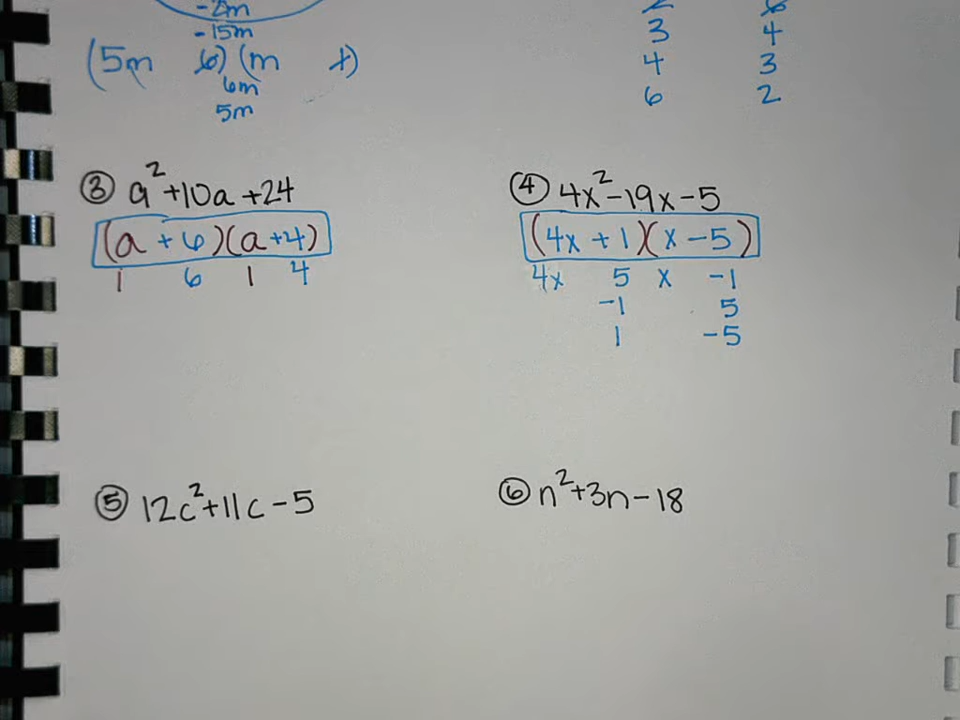 -2m
-15m
(5m 6)(m 1)
6m
5m
3 4
4 3
6 2
③ a²+10a+24
(a+6)(a+4)
1 6 1 4
④ 4x²-19x-5
(4x+1)(x-5)
4x 5 x -1
-1 5
1 -5
⑤ 12c²+11c-5
⑥ n²+3n-18